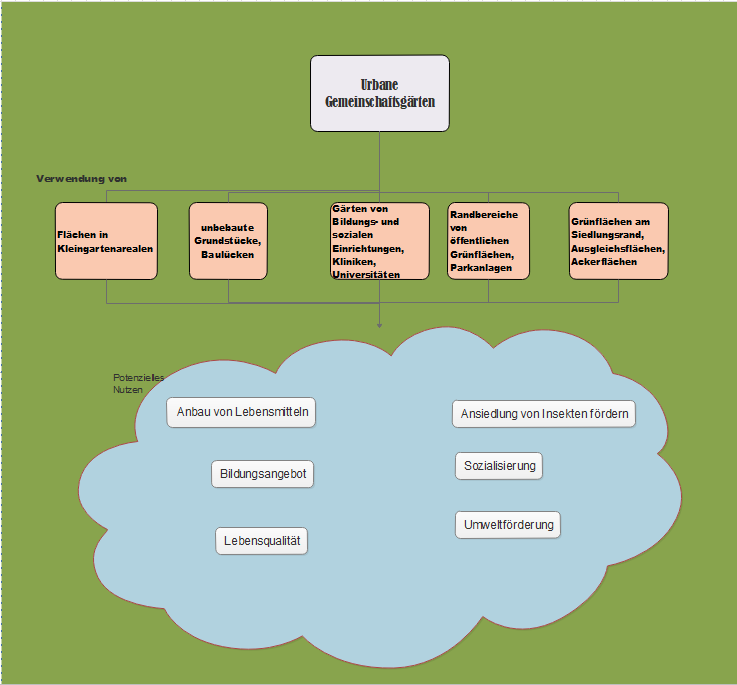 Urbane
Gemeinschaftsgärten
Verwendung von
Flächen in
Kleingartenarealen
unbebaute
Grundstücke,
Baulücken
Gärten von
Bildungs- und
sozialen
Einrichtungen,
Kliniken,
Universitäten
Randbereiche
von
öffentlichen
Grünflächen,
Parkanlagen
Grünflächen am
Siedlungsrand,
Ausgleichsflächen,
Ackerflächen
Potenzielles
Nutzen
Anbau von Lebensmitteln
Ansiedlung von Insekten fördern
Bildungsangebot
Sozialisierung
Lebensqualität
Umweltförderung